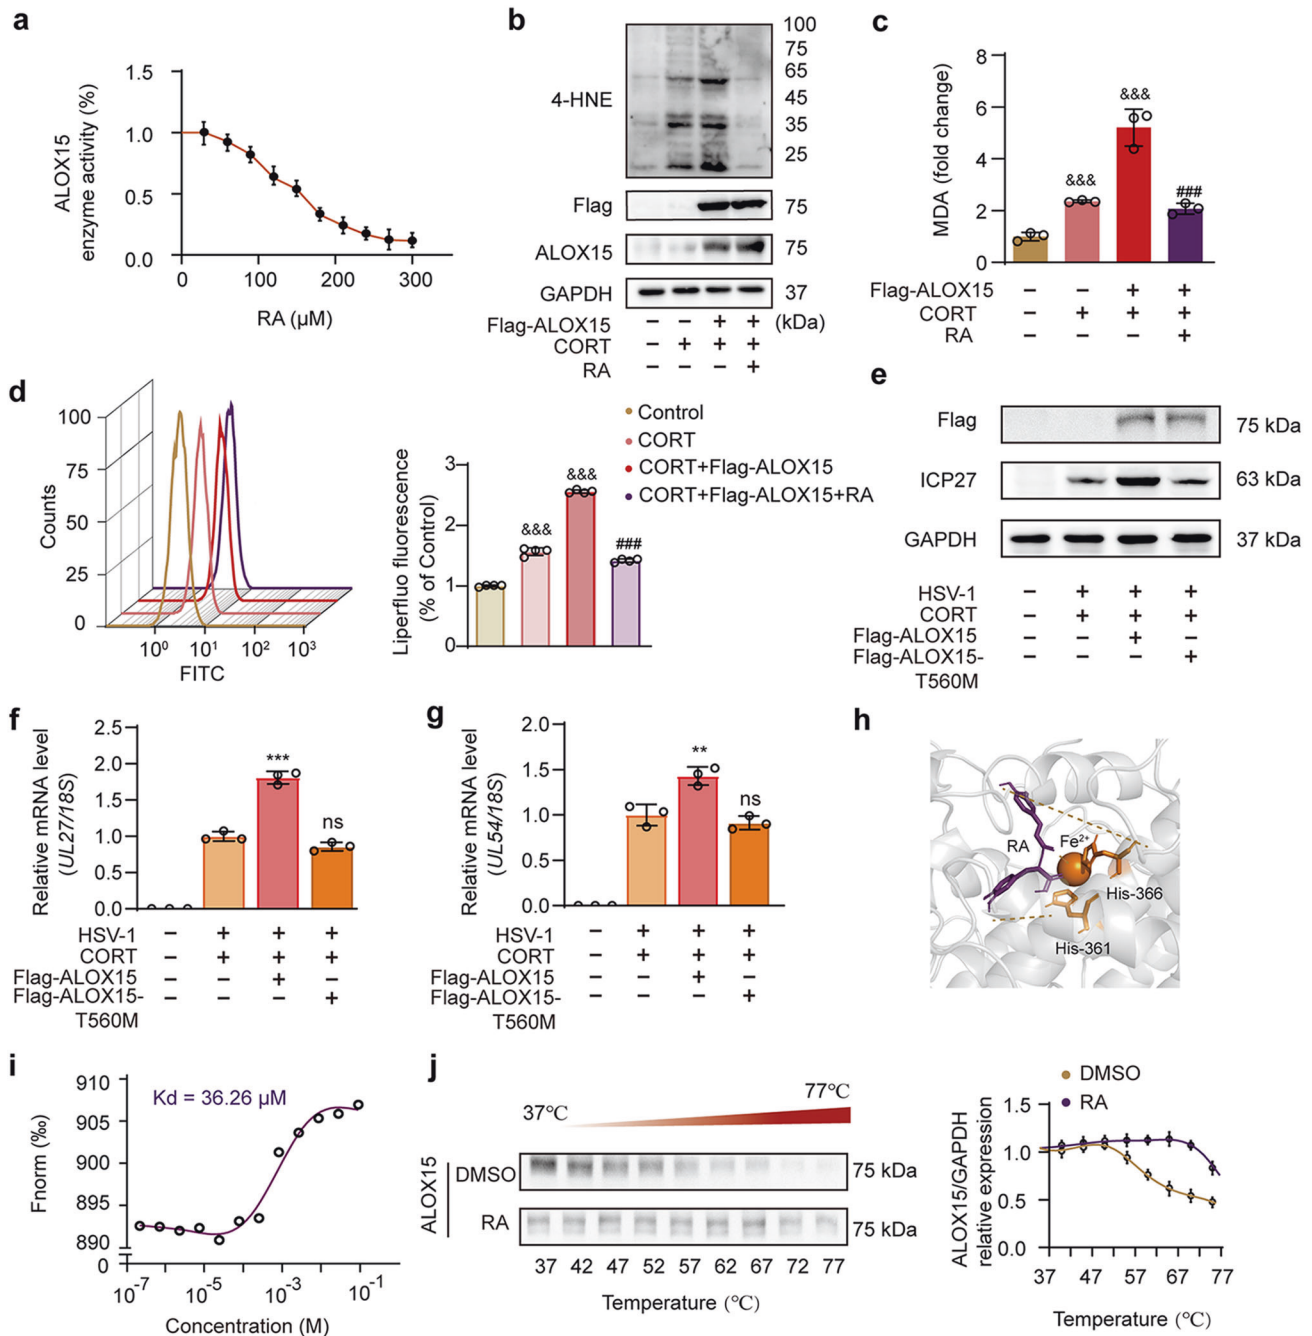 a
ALOX15
enzyme activity (%)
1.5
1.0
0.5
0.0
0 100 200 300
RA (µM)
b
4-HNE
100
75
65
45
35
25
Flag 75
ALOX15 75
GAPDH 37
Flag-ALOX15 − − + + (kDa)
CORT − + + +
RA − − − +
c
MDA (fold change)
8
6
4
2
0
&&&
&&&
###
Flag-ALOX15 − − + +
CORT − + + +
RA − − − +
d
Counts
100
75
50
25
0
10⁰ 10¹ 10² 10³
FITC
Liperfluo fluorescence
(% of Control)
3
2
1
0
&&&
&&&
###
Control
CORT
CORT+Flag-ALOX15
CORT+Flag-ALOX15+RA
e
Flag 75 kDa
ICP27 63 kDa
GAPDH 37 kDa
HSV-1 − + + +
CORT − + + +
Flag-ALOX15 − − + −
Flag-ALOX15- − − − +
T560M
f
Relative mRNA level
(UL27/18S)
2.5
2.0
1.5
1.0
0.5
0.0
***
ns
HSV-1 − + + +
CORT − + + +
Flag-ALOX15 − − + −
Flag-ALOX15- − − − +
T560M
g
Relative mRNA level
(UL54/18S)
2.0
1.5
1.0
0.5
0.0
**
ns
HSV-1 − + + +
CORT − + + +
Flag-ALOX15 − − + −
Flag-ALOX15- − − − +
T560M
h
RA
Fe²⁺
His-366
His-361
i
Kd = 36.26 µM
Fnorm (‰)
910
905
900
895
890
0
10⁻⁷ 10⁻⁵ 10⁻³ 10⁻¹
Concentration (M)
j
37℃
77℃
ALOX15
DMSO 75 kDa
RA 75 kDa
37 42 47 52 57 62 67 72 77
Temperature (℃)
DMSO
RA
ALOX15/GAPDH
relative expression
1.5
1.0
0.5
0.0
37 57 67 77
Temperature (℃)